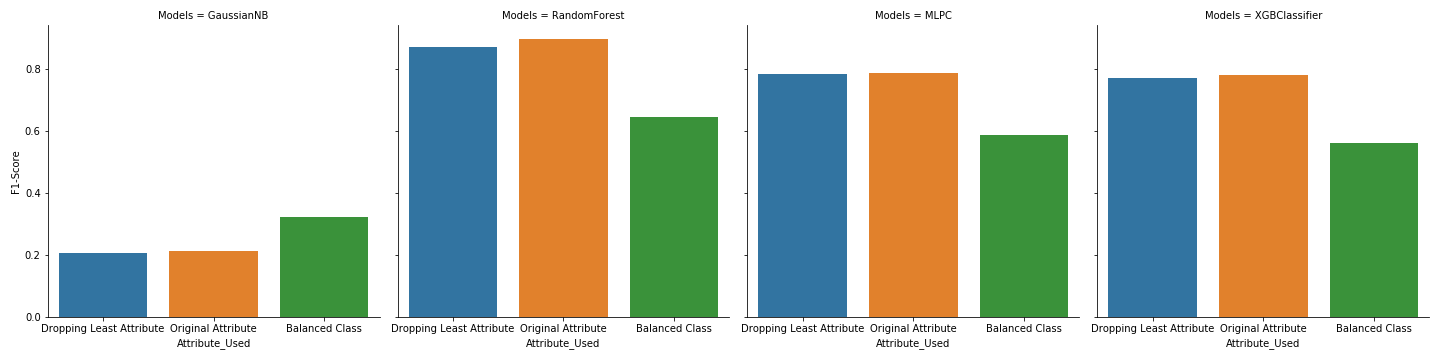 Models = GaussianNB
Models = RandomForest
Models = MLPC
Models = XGBClassifier
F1-Score
0.8
0.6
0.4
0.2
0.0
Dropping Least Attribute
Original Attribute
Balanced Class
Dropping Least Attribute
Original Attribute
Balanced Class
Dropping Least Attribute
Original Attribute
Balanced Class
Dropping Least Attribute
Original Attribute
Balanced Class
Attribute_Used
Attribute_Used
Attribute_Used
Attribute_Used